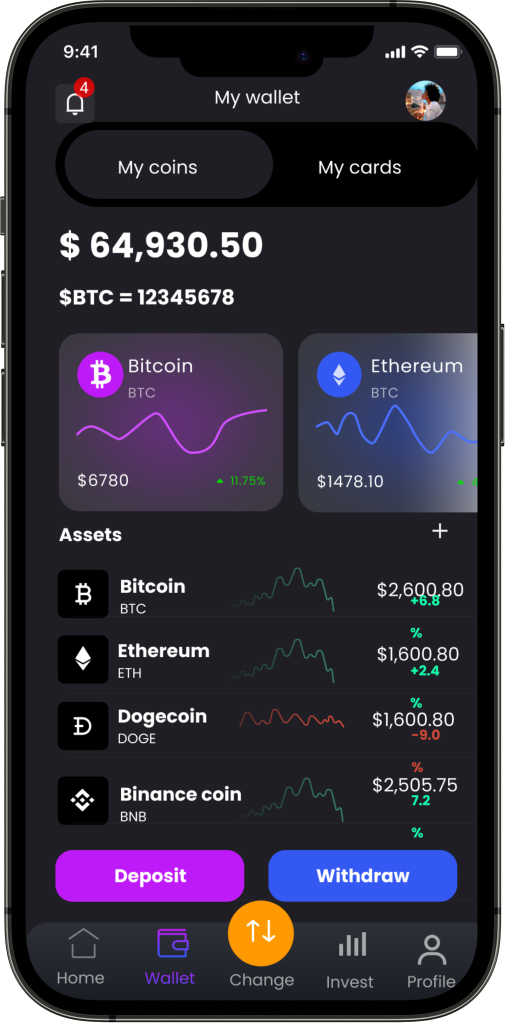 9:41
4
My wallet
My coins
My cards
$ 64,930.50
$BTC = 12345678
Bitcoin
BTC
$6780
11.75%
Ethereum
BTC
$1478.10
Assets
+
Bitcoin
BTC
$2,600.80
+6.8
%
Ethereum
ETH
$1,600.80
+2.4
%
Dogecoin
DOGE
$1,600.80
-9.0
%
Binance coin
BNB
$2,505.75
7.2
%
Deposit
Withdraw
Home
Wallet
Change
Invest
Profile